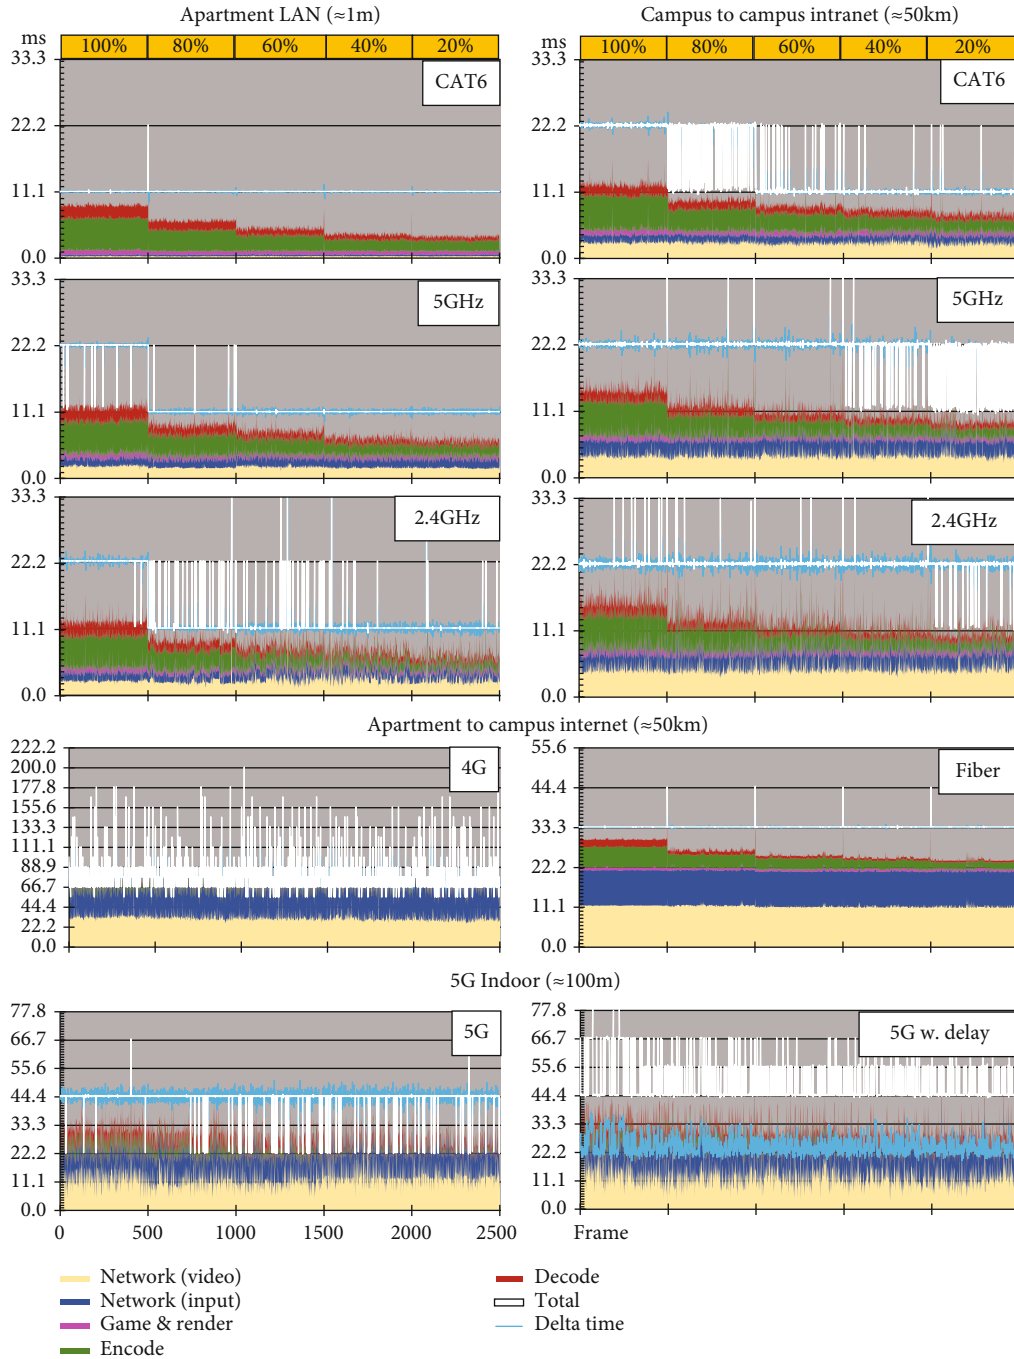 Apartment LAN (≈1m)
Campus to campus intranet (≈50km)
ms
100% 80% 60% 40% 20%
33.3
22.2
11.1
0.0
CAT6
ms
100% 80% 60% 40% 20%
33.3
22.2
11.1
0.0
CAT6
33.3
22.2
11.1
0.0
5GHz
33.3
22.2
11.1
0.0
5GHz
33.3
22.2
11.1
0.0
2.4GHz
33.3
22.2
11.1
0.0
2.4GHz
Apartment to campus internet (≈50km)
222.2
200.0
177.8
155.6
133.3
111.1
88.9
66.7
44.4
22.2
0.0
4G
55.6
44.4
33.3
22.2
11.1
0.0
Fiber
5G Indoor (≈100m)
77.8
66.7
55.6
44.4
33.3
22.2
11.1
0.0
5G
0 500 1000 1500 2000 2500
77.8
66.7
55.6
44.4
33.3
22.2
11.1
0.0
5G w. delay
Frame
Network (video)
Network (input)
Game & render
Encode
Decode
Total
Delta time